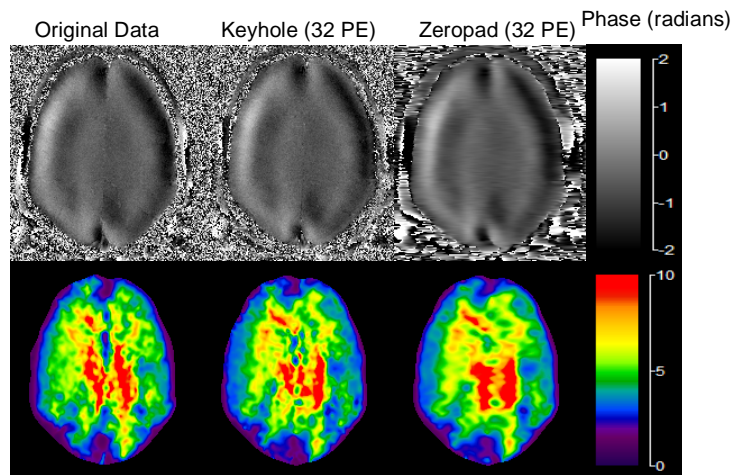 Original Data
Keyhole (32 PE)
Zeropad (32 PE)
Phase (radians)
2
1
-0
-1
-2
10
5
0